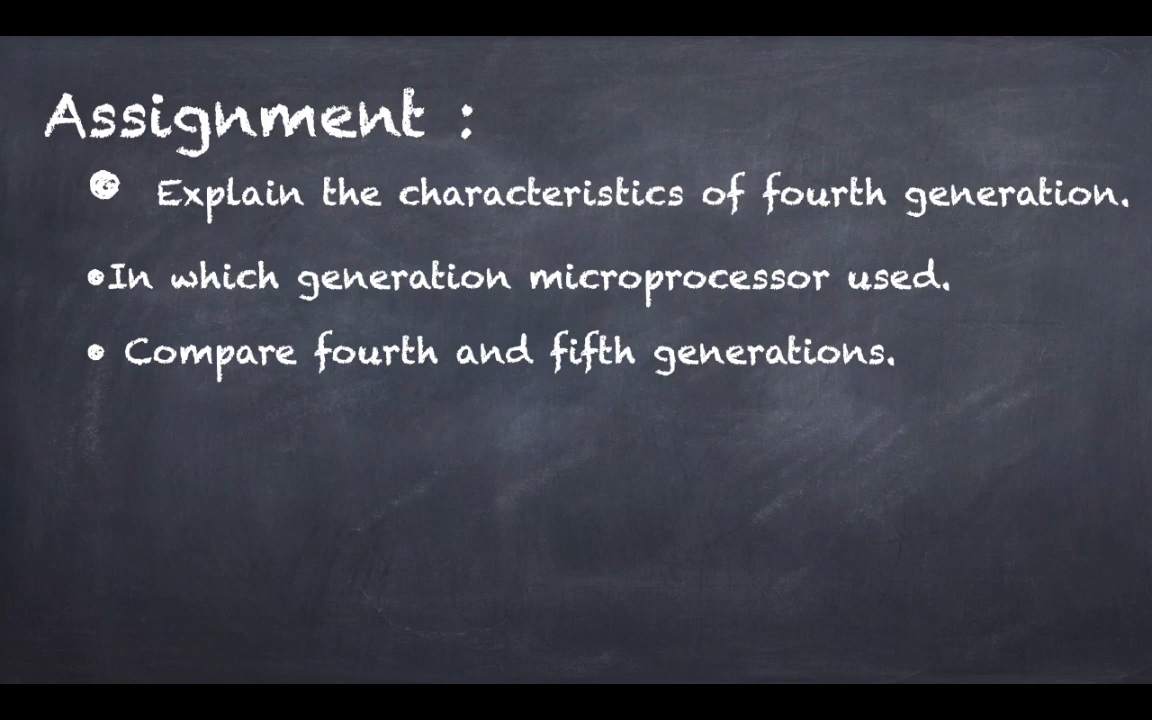 Assignment :
• Explain the characteristics of fourth generation.
•In which generation microprocessor used.
• Compare fourth and fifth generations.